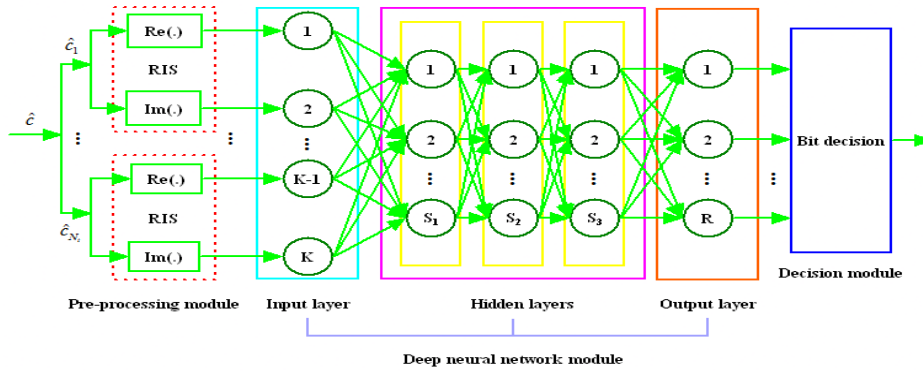 ĉ
ĉ₁
Re(.)
RIS
Im(.)
⋮
⋮
ĉ_{N_t}
Re(.)
RIS
Im(.)
Pre-processing module
1
2
⋮
K-1
K
Input layer
1
2
⋮
S₁
1
2
⋮
S₂
1
2
⋮
S₃
Hidden layers
1
2
⋮
R
Output layer
⋮
Bit decision
Decision module
Deep neural network module